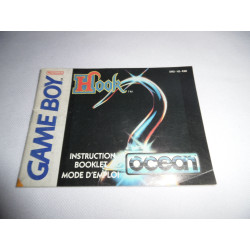 Hook
GAME BOY
INSTRUCTION
BOOKLET
MODE D'EMPLOI
ocean